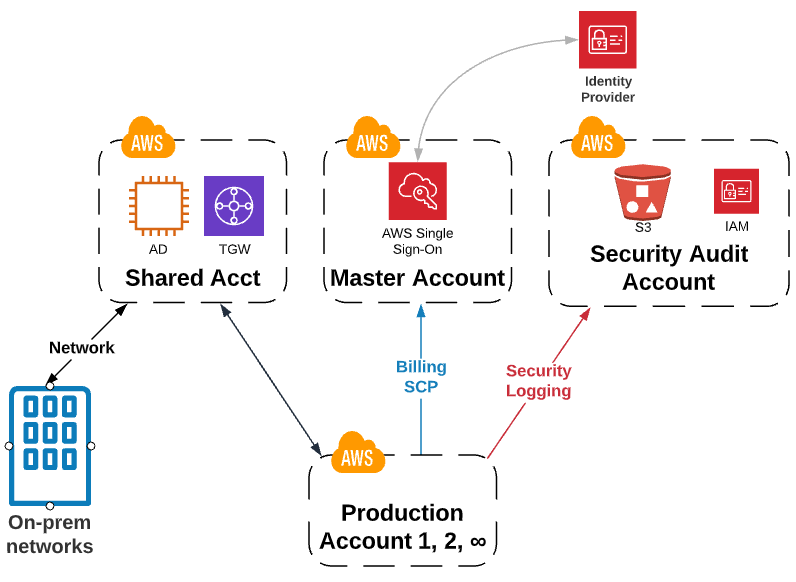 Identity
Provider
AWS
AWS
AWS
AD
TGW
Shared Acct
AWS Single
Sign-On
Master Account
S3
IAM
Security Audit
Account
Network
Billing
SCP
Security
Logging
AWS
Production
Account 1, 2, ∞
On-prem
networks